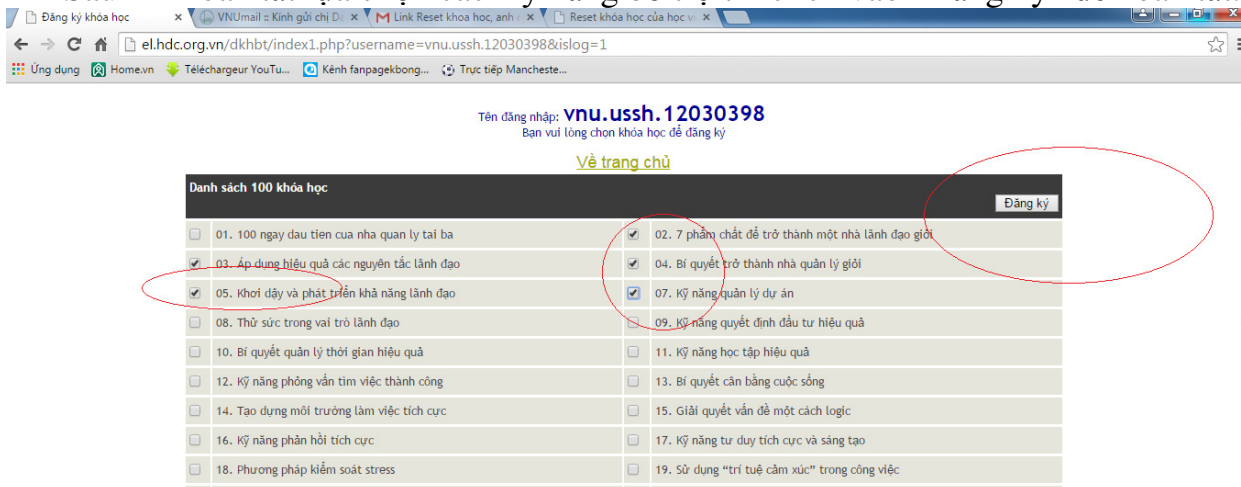 Đăng ký khóa học
VNUmail :: Kính gửi chị Dà
Link Reset khoa hoc, anh
Reset khóa học của học vi
el.hdc.org.vn/dkhbt/index1.php?username=vnu.ussh.12030398&islog=1
Ứng dụng Home.vn Téléchargeur YouTu... Kênh fanpagekbong... Trực tiếp Mancheste...
Tên đăng nhập: vnu.ussh.12030398
Bạn vui lòng chọn khóa học để đăng ký
Về trang chủ
Danh sách 100 khóa học
Đăng ký
01. 100 ngay dau tien cua nha quan ly tai ba
02. 7 phẩm chất để trở thành một nhà lãnh đạo giỏi
03. Áp dụng hiệu quả các nguyên tắc lãnh đạo
04. Bí quyết trở thành nhà quản lý giỏi
05. Khơi dậy và phát triển khả năng lãnh đạo
07. Kỹ năng quản lý dự án
08. Thử sức trong vai trò lãnh đạo
09. Kỹ năng quyết định đầu tư hiệu quả
10. Bí quyết quản lý thời gian hiệu quả
11. Kỹ năng học tập hiệu quả
12. Kỹ năng phỏng vấn tìm việc thành công
13. Bí quyết cân bằng cuộc sống
14. Tạo dựng môi trường làm việc tích cực
15. Giải quyết vấn đề một cách logic
16. Kỹ năng phản hồi tích cực
17. Kỹ năng tư duy tích cực và sáng tạo
18. Phương pháp kiểm soát stress
19. Sử dụng “trí tuệ cảm xúc” trong công việc